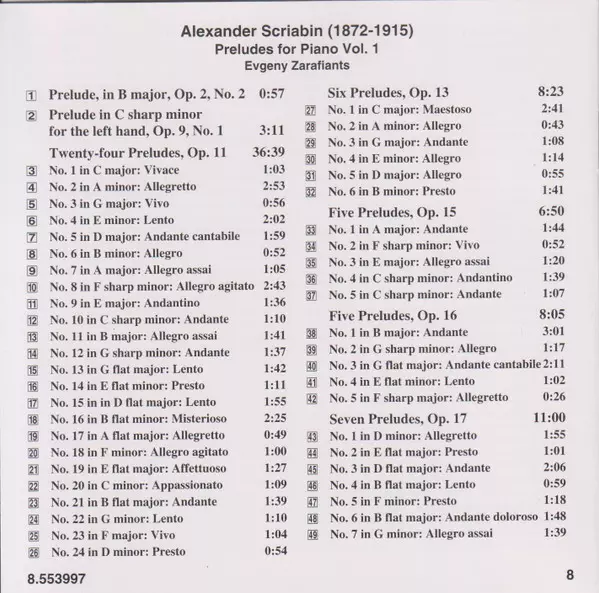 Alexander Scriabin (1872-1915)
Preludes for Piano Vol. 1
Evgeny Zarafiants
1 Prelude, in B major, Op. 2, No. 2 0:57
2 Prelude in C sharp minor
for the left hand, Op. 9, No. 1 3:11
Twenty-four Preludes, Op. 11 36:39
3 No. 1 in C major: Vivace 1:03
4 No. 2 in A minor: Allegretto 2:53
5 No. 3 in G major: Vivo 0:56
6 No. 4 in E minor: Lento 2:02
7 No. 5 in D major: Andante cantabile 1:59
8 No. 6 in B minor: Allegro 0:52
9 No. 7 in A major: Allegro assai 1:05
10 No. 8 in F sharp minor: Allegro agitato 2:43
11 No. 9 in E major: Andantino 1:36
12 No. 10 in C sharp minor: Andante 1:10
13 No. 11 in B major: Allegro assai 1:41
14 No. 12 in G sharp minor: Andante 1:37
15 No. 13 in G flat major: Lento 1:42
16 No. 14 in E flat minor: Presto 1:11
17 No. 15 in in D flat major: Lento 1:55
18 No. 16 in B flat minor: Misterioso 2:25
19 No. 17 in A flat major: Allegretto 0:49
20 No. 18 in F minor: Allegro agitato 1:00
21 No. 19 in E flat major: Affettuoso 1:27
22 No. 20 in C minor: Appassionato 1:09
23 No. 21 in B flat major: Andante 1:39
24 No. 22 in G minor: Lento 1:10
25 No. 23 in F major: Vivo 1:04
26 No. 24 in D minor: Presto 0:54
Six Preludes, Op. 13 8:23
27 No. 1 in C major: Maestoso 2:41
28 No. 2 in A minor: Allegro 0:43
29 No. 3 in G major: Andante 1:08
30 No. 4 in E minor: Allegro 1:14
31 No. 5 in D major: Allegro 0:55
32 No. 6 in B minor: Presto 1:41
Five Preludes, Op. 15 6:50
33 No. 1 in A major: Andante 1:44
34 No. 2 in F sharp minor: Vivo 0:52
35 No. 3 in E major: Allegro assai 1:20
36 No. 4 in C sharp minor: Andantino 1:39
37 No. 5 in C sharp: Andante 1:07
Five Preludes, Op. 16 8:05
38 No. 1 in B major: Andante 3:01
39 No. 2 in G sharp minor: Allegro 1:17
40 No. 3 in G flat major: Andante cantabile 2:11
41 No. 4 in E flat minor: Lento 1:02
42 No. 5 in F sharp major: Allegretto 0:26
Seven Preludes, Op. 17 11:00
43 No. 1 in D minor: Allegretto 1:55
44 No. 2 in E flat major: Presto 1:01
45 No. 3 in D flat major: Andante 2:06
46 No. 4 in B flat major: Lento 0:59
47 No. 5 in F minor: Presto 1:18
48 No. 6 in B flat major: Andante doloroso 1:48
49 No. 7 in G minor: Allegro assai 1:39
8.553997 8